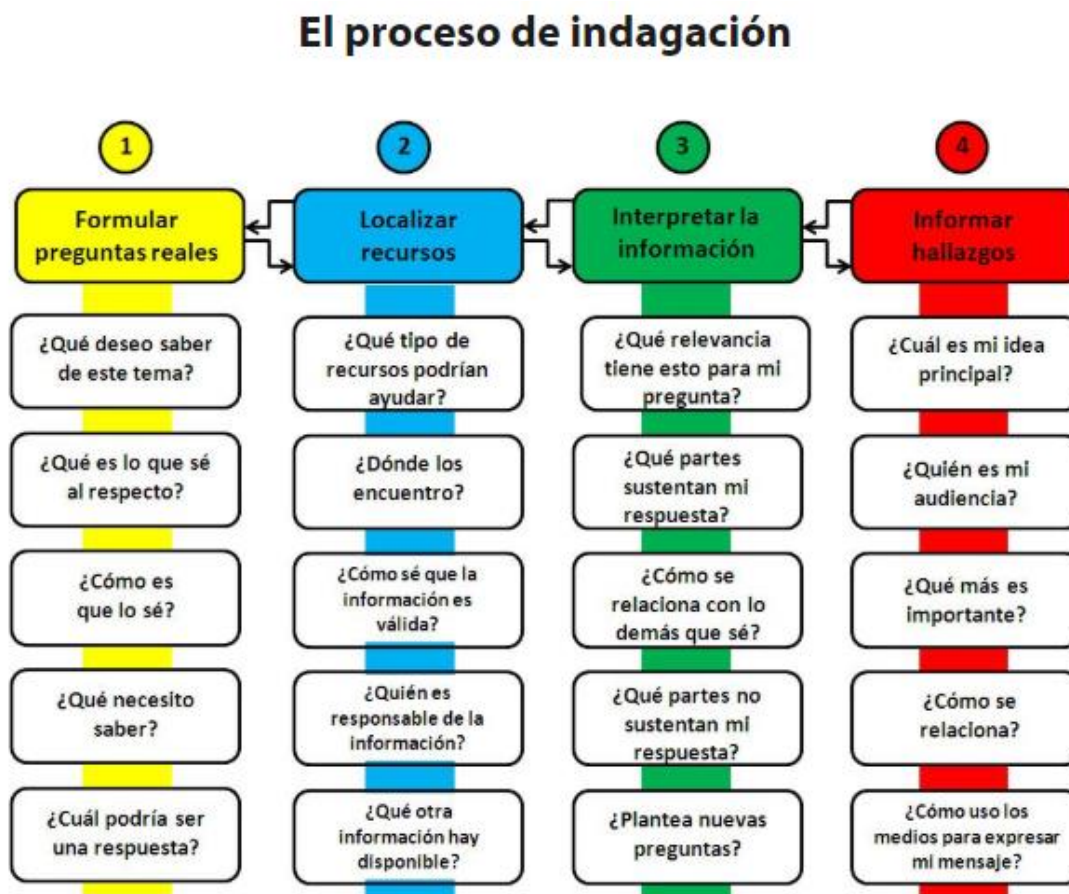 El proceso de indagación
1
Formular
preguntas reales
¿Qué deseo saber
de este tema?
¿Qué es lo que sé
al respecto?
¿Cómo es
que lo sé?
¿Qué necesito
saber?
¿Cuál podría ser
una respuesta?
2
Localizar
recursos
¿Qué tipo de
recursos podrían
ayudar?
¿Dónde los
encuentro?
¿Cómo sé que la
información es
válida?
¿Quién es
responsable de la
información?
¿Qué otra
información hay
disponible?
3
Interpretar la
información
¿Qué relevancia
tiene esto para mi
pregunta?
¿Qué partes
sustentan mi
respuesta?
¿Cómo se
relaciona con lo
demás que sé?
¿Qué partes no
sustentan mi
respuesta?
¿Plantea nuevas
preguntas?
4
Informar
hallazgos
¿Cuál es mi idea
principal?
¿Quién es mi
audiencia?
¿Qué más es
importante?
¿Cómo se
relaciona?
¿Cómo uso los
medios para expresar
mi mensaje?